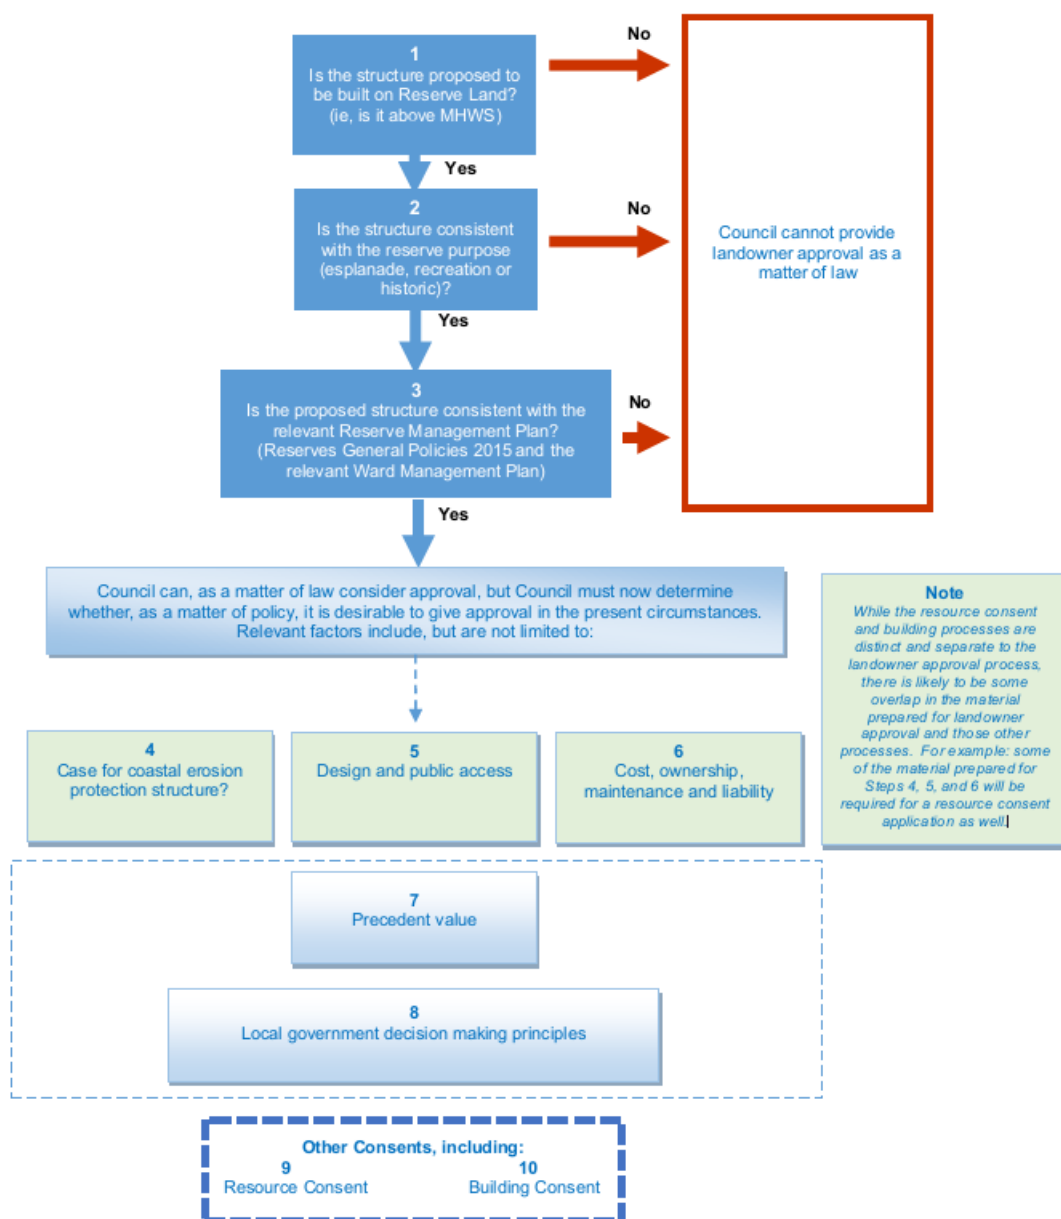 No
1
Is the structure proposed to
be built on Reserve Land?
(ie, is it above MHWS)
Yes
No
2
Is the structure consistent
with the reserve purpose
(esplanade, recreation or
historic)?
Council cannot provide
landowner approval as a
matter of law
Yes
3
Is the proposed structure consistent with the
relevant Reserve Management Plan?
(Reserves General Policies 2015 and the
relevant Ward Management Plan)
No
Yes
Council can, as a matter of law consider approval, but Council must now determine
whether, as a matter of policy, it is desirable to give approval in the present circumstances.
Relevant factors include, but are not limited to:
Note
While the resource consent
and building processes are
distinct and separate to the
landowner approval process,
there is likely to be some
overlap in the material
prepared for landowner
approval and those other
processes.  For example: some
of the material prepared for
Steps 4, 5, and 6 will be
required for a resource consent
application as well.
4
Case for coastal erosion
protection structure?
5
Design and public access
6
Cost, ownership,
maintenance and liability
7
Precedent value
8
Local government decision making principles
Other Consents, including:
9
Resource Consent
10
Building Consent